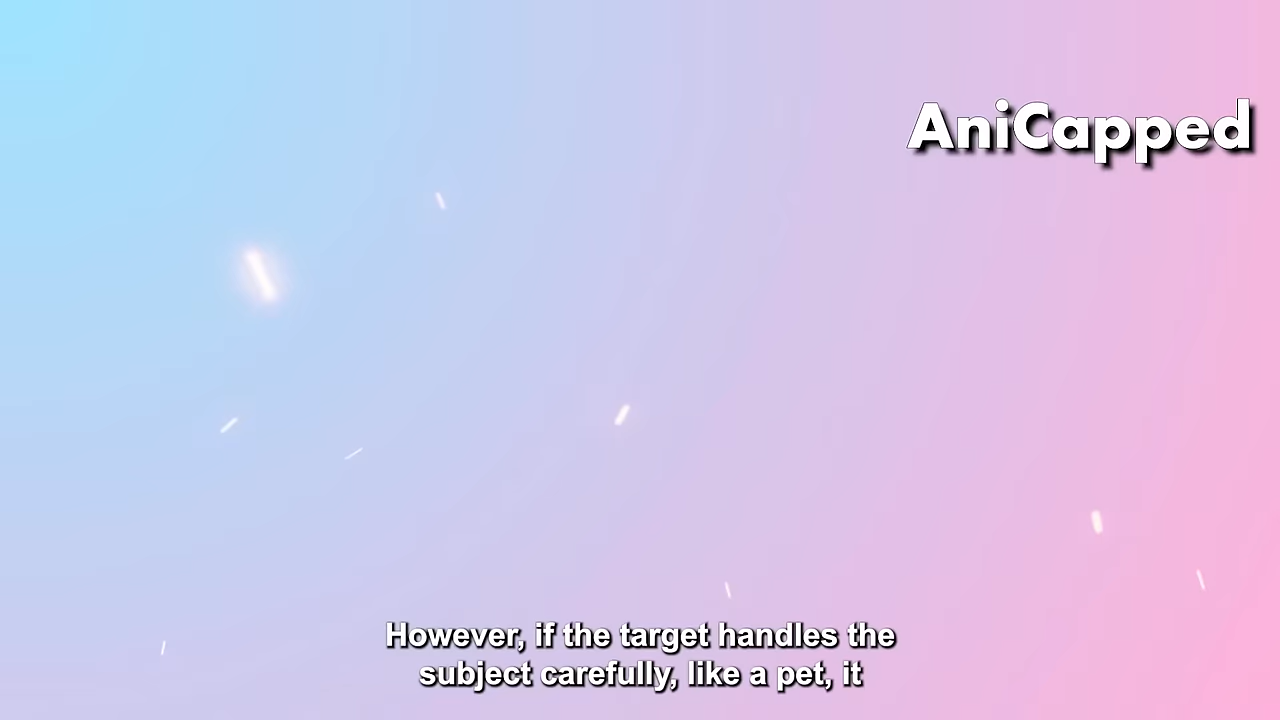 AniCapped
However, if the target handles the
subject carefully, like a pet, it